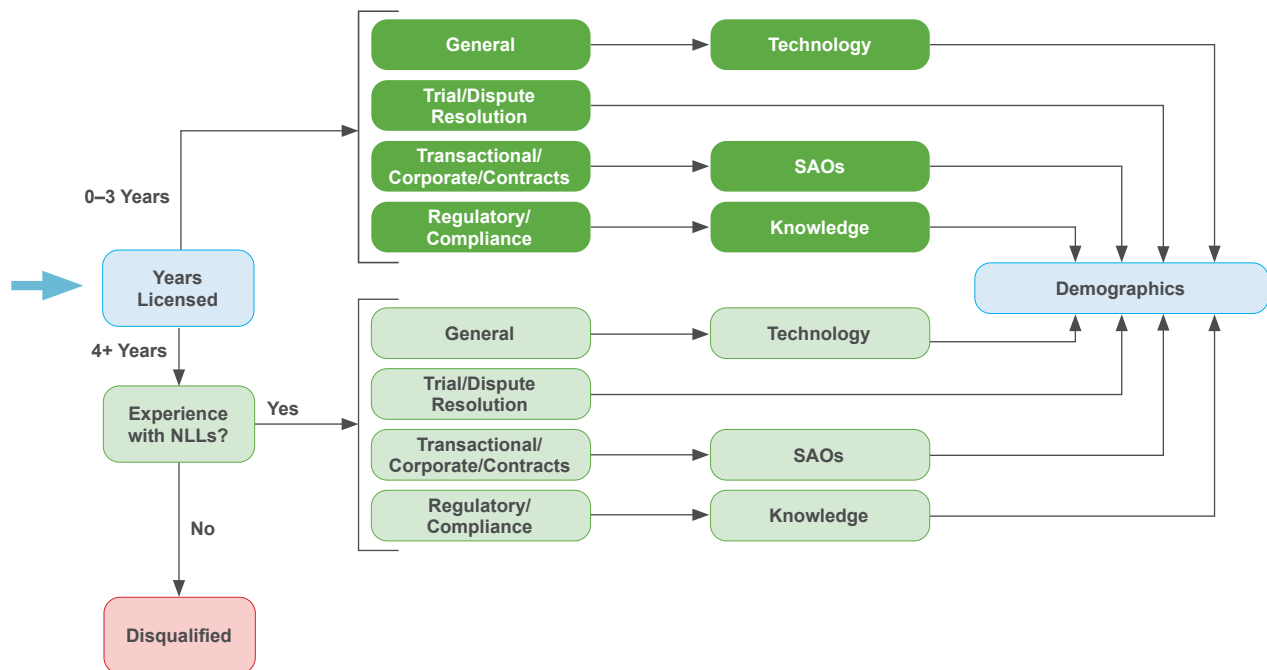 General
Technology
Trial/Dispute
Resolution
Transactional/
Corporate/Contracts
SAOs
0–3 Years
Regulatory/
Compliance
Knowledge
Years
Licensed
Demographics
4+ Years
General
Technology
Experience
with NLLs?
Yes
Trial/Dispute
Resolution
Transactional/
Corporate/Contracts
SAOs
Regulatory/
Compliance
Knowledge
No
Disqualified